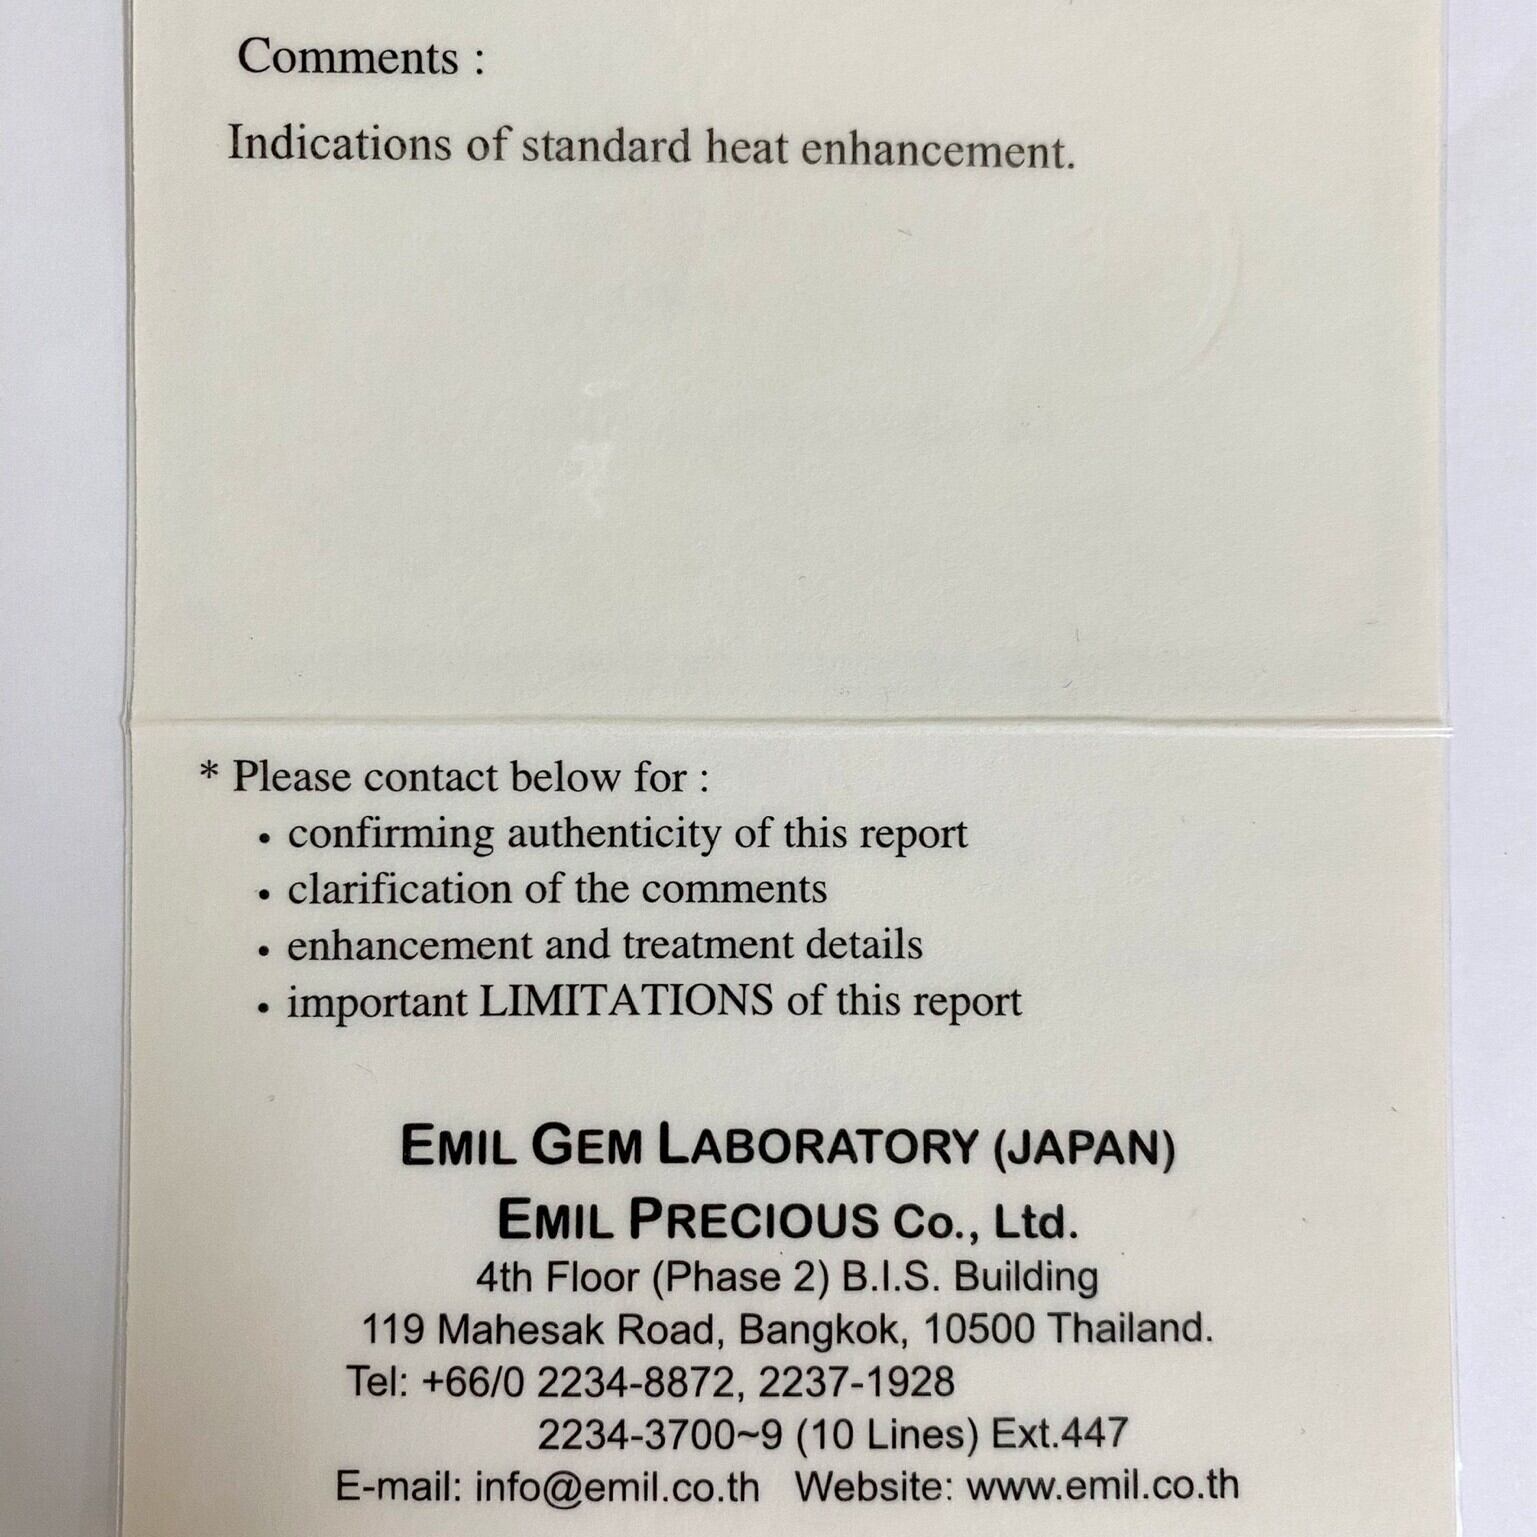 Comments :
Indications of standard heat enhancement.
* Please contact below for :
• confirming authenticity of this report
• clarification of the comments
• enhancement and treatment details
• important LIMITATIONS of this report
EMIL GEM LABORATORY (JAPAN)
EMIL PRECIOUS Co., Ltd.
4th Floor (Phase 2) B.I.S. Building
119 Mahesak Road, Bangkok, 10500 Thailand.
Tel: +66/0 2234-8872, 2237-1928
2234-3700~9 (10 Lines) Ext.447
E-mail: info@emil.co.th Website: www.emil.co.th